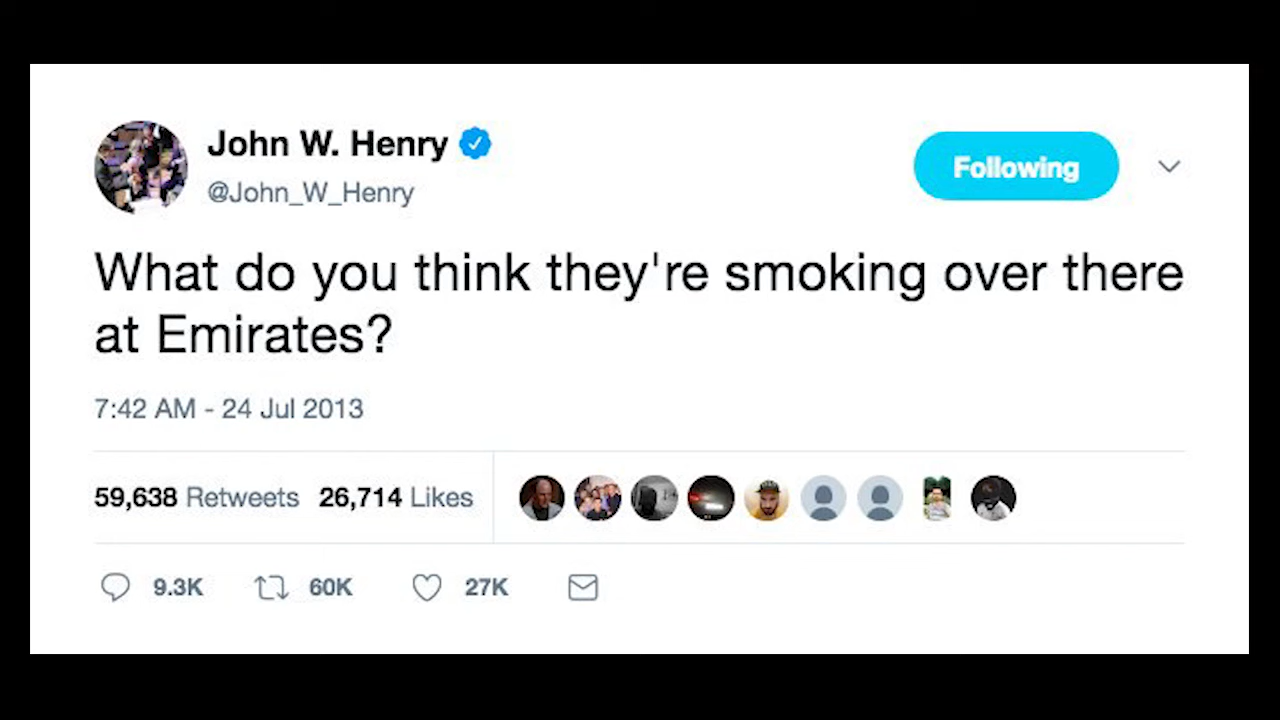 John W. Henry
@John_W_Henry
Following
What do you think they're smoking over there
at Emirates?
7:42 AM - 24 Jul 2013
59,638 Retweets 26,714 Likes
9.3K 60K 27K